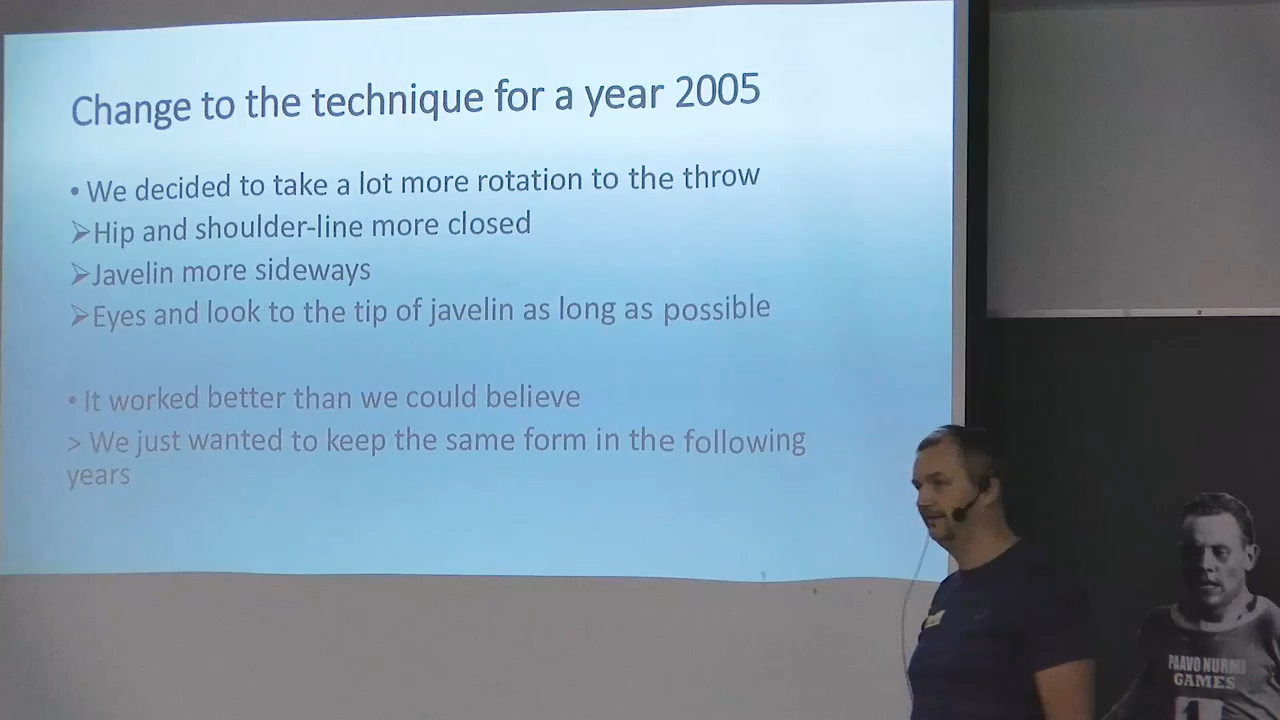 Change to the technique for a year 2005
• We decided to take a lot more rotation to the throw
➢Hip and shoulder-line more closed
➢Javelin more sideways
➢Eyes and look to the tip of javelin as long as possible
• It worked better than we could believe
> We just wanted to keep the same form in the following
years
PAAVO NURMI
GAMES
1